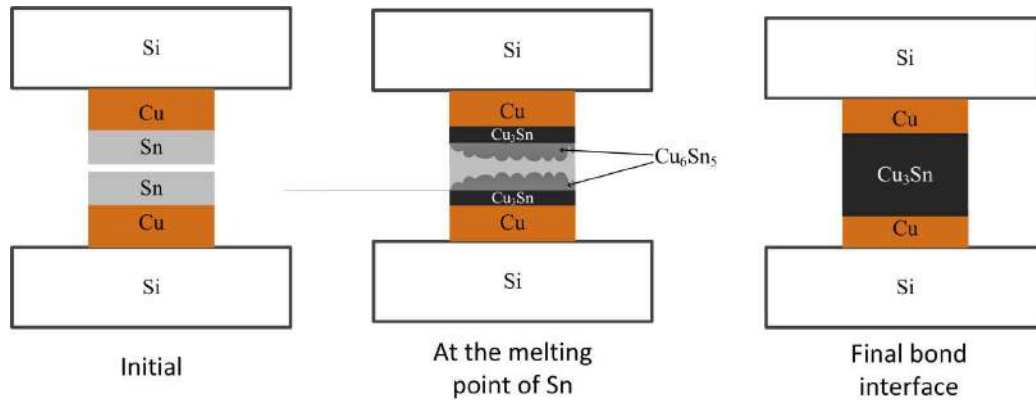 Si
Cu
Sn
Sn
Cu
Si
Initial
Si
Cu
Cu₃Sn
Cu₆Sn₅
Cu₃Sn
Cu
Si
At the melting
point of Sn
Si
Cu
Cu₃Sn
Cu
Si
Final bond
interface